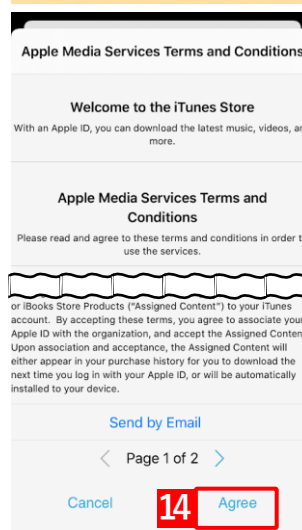 Apple Media Services Terms and Conditions
Welcome to the iTunes Store
With an Apple ID, you can download the latest music, videos, an
more.
Apple Media Services Terms and
Conditions
Please read and agree to these terms and conditions in order t
use the services.
or iBooks Store Products ("Assigned Content") to your iTunes
account. By accepting these terms, you agree to associate your
Apple ID with the organization, and accept the Assigned Conten
Upon association and acceptance, the Assigned Content will
either appear in your purchase history for you to download the
next time you log in with your Apple ID, or will be automatically
installed to your device.
Send by Email
Page 1 of 2
Cancel 14 Agree